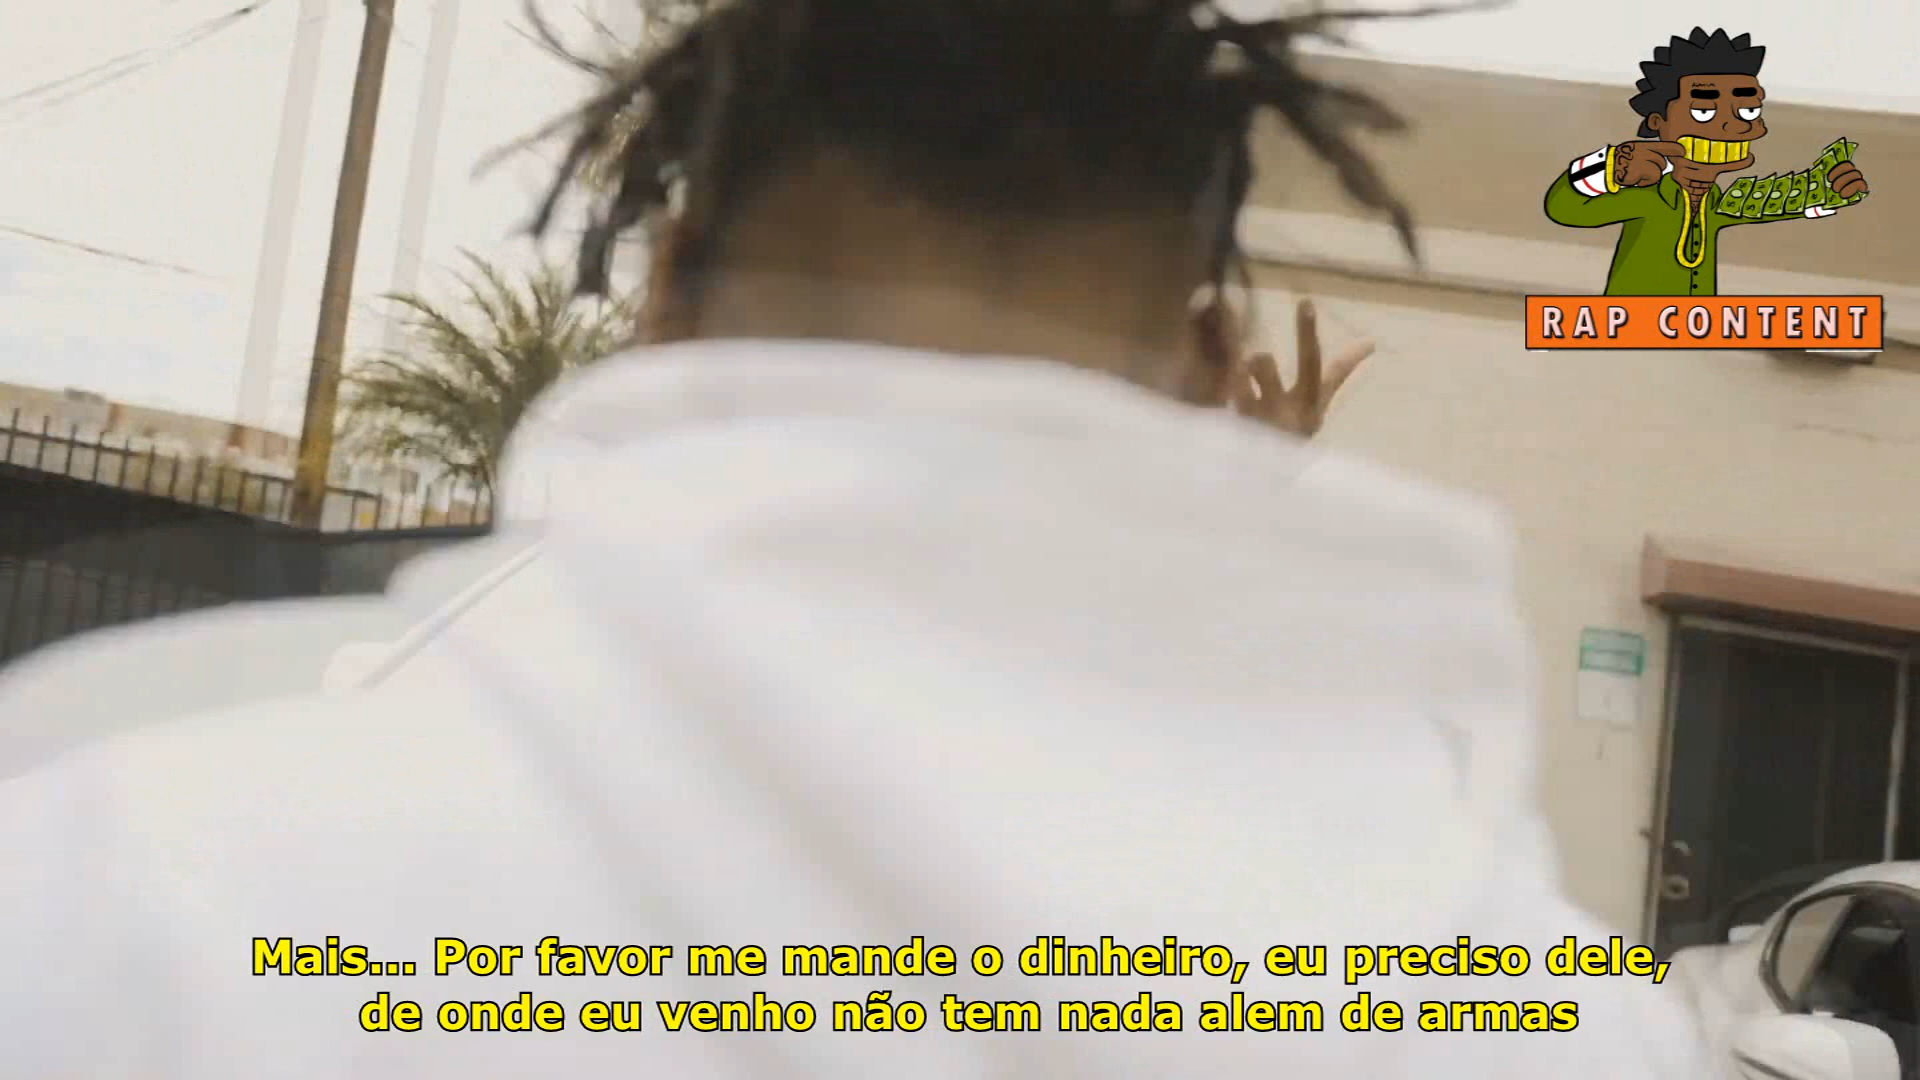 RAP CONTENT
Mais... Por favor me mande o dinheiro, eu preciso dele,
de onde eu venho não tem nada alem de armas